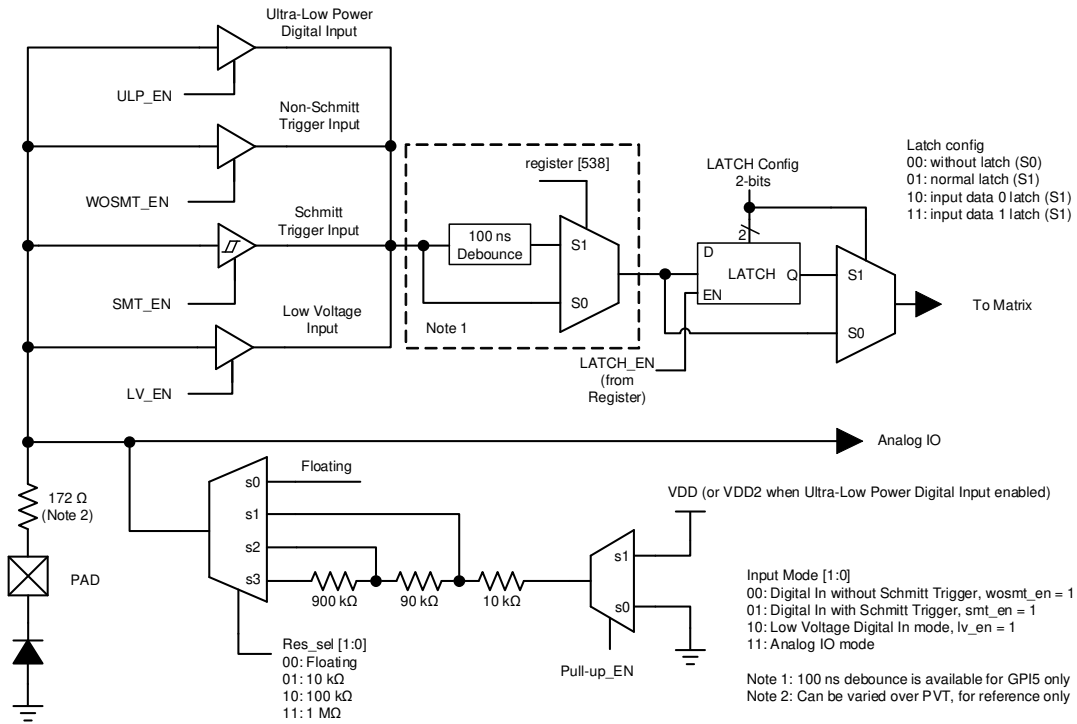 Ultra-Low Power
Digital Input
ULP_EN
Non-Schmitt
Trigger Input
WOSMT_EN
Schmitt
Trigger Input
SMT_EN
Low Voltage
Input
LV_EN
register [538]
100 ns
Debounce
S1
S0
Note 1
LATCH Config
2-bits
2
D
LATCH
Q
EN
LATCH_EN
(from
Register)
S1
S0
To Matrix
Latch config
00: without latch (S0)
01: normal latch (S1)
10: input data 0 latch (S1)
11: input data 1 latch (S1)
Analog IO
172 Ω
(Note 2)
PAD
Floating
s0
s1
s2
s3
900 kΩ
90 kΩ
10 kΩ
Res_sel [1:0]
00: Floating
01: 10 kΩ
10: 100 kΩ
11: 1 MΩ
VDD (or VDD2 when Ultra-Low Power Digital Input enabled)
s1
s0
Pull-up_EN
Input Mode [1:0]
00: Digital In without Schmitt Trigger, wosmt_en = 1
01: Digital In with Schmitt Trigger, smt_en = 1
10: Low Voltage Digital In mode, lv_en = 1
11: Analog IO mode
Note 1: 100 ns debounce is available for GPI5 only
Note 2: Can be varied over PVT, for reference only